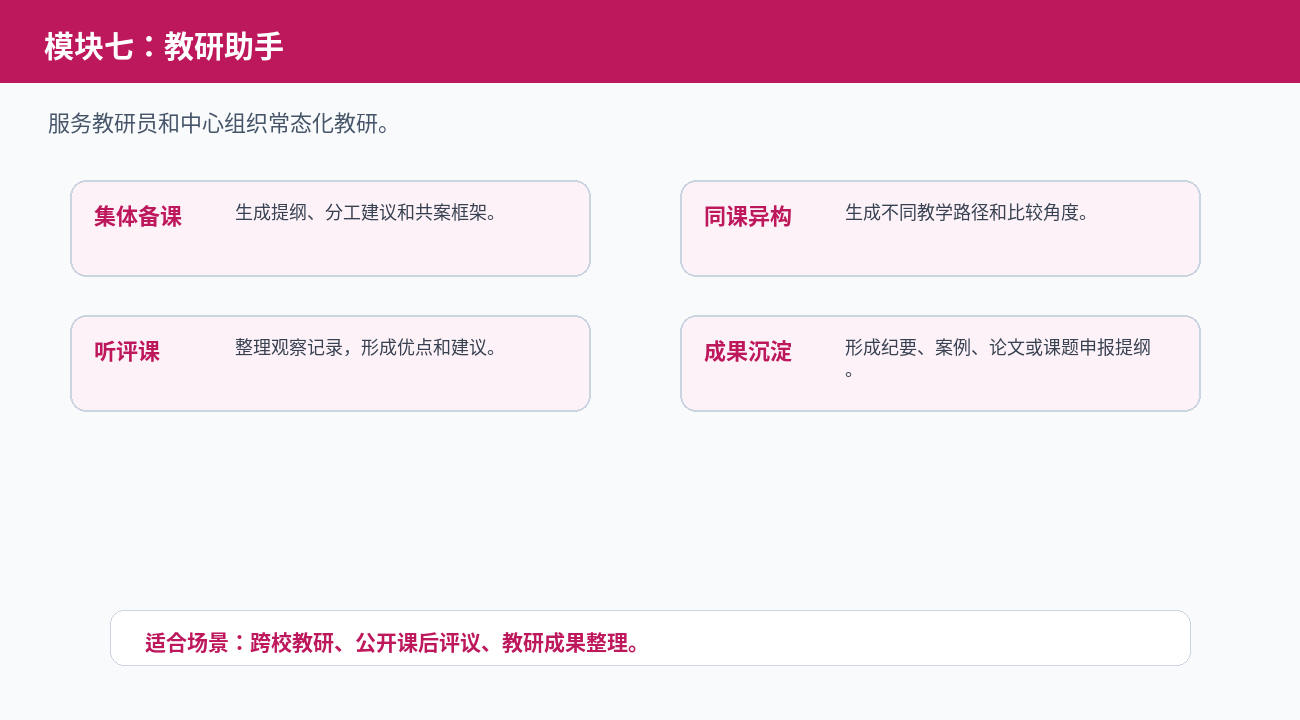 模块七：教研助手
服务教研员和中心组织常态化教研。
集体备课
生成提纲、分工建议和共案框架。
同课异构
生成不同教学路径和比较角度。
听评课
整理观察记录，形成优点和建议。
成果沉淀
形成纪要、案例、论文或课题申报提纲
。
适合场景：跨校教研、公开课后评议、教研成果整理。